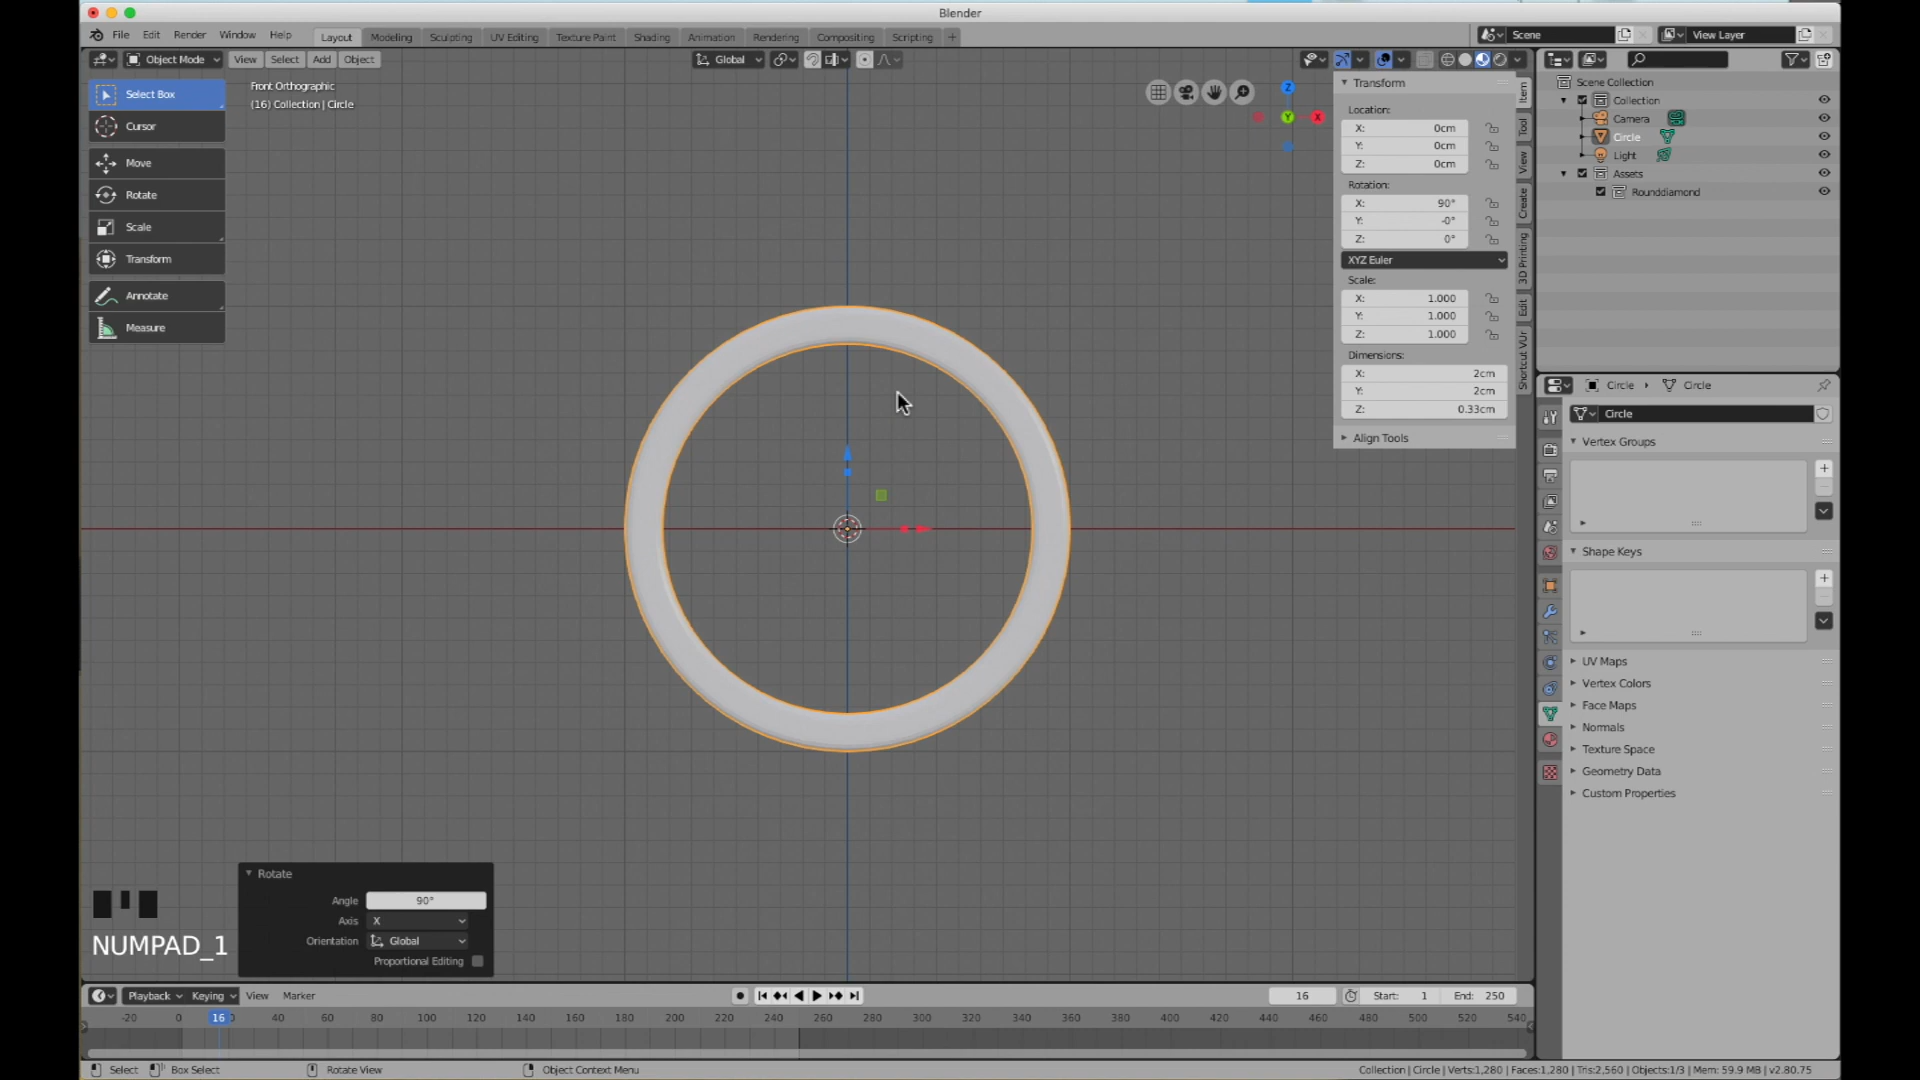 Blender
File Edit Render Window Help Layout Modeling Sculpting UV Editing Texture Paint Shading Animation Rendering Compositing Scripting + Scene View Layer
Object Mode View Select Add Object Global
Select Box
Cursor
Move
Rotate
Scale
Transform
Annotate
Measure
Front Orthographic
(16) Collection | Circle
Z
Y
X
Transform
Location:
X: 0cm
Y: 0cm
Z: 0cm
Rotation:
X: 90°
Y: -0°
Z: 0°
XYZ Euler
Scale:
X: 1.000
Y: 1.000
Z: 1.000
Dimensions:
X: 2cm
Y: 2cm
Z: 0.33cm
Align Tools
Item
Tool
View
Create
3D Printing
Edit
Shortcut VUr
Scene Collection
Collection
Camera
Circle
Light
Assets
Rounddiamond
Circle › Circle
Circle
Vertex Groups
Shape Keys
UV Maps
Vertex Colors
Face Maps
Normals
Texture Space
Geometry Data
Custom Properties
NUMPAD_1
Rotate
Angle 90°
Axis X
Orientation Global
Proportional Editing
Playback Keying View Marker 16 Start: 1 End: 250
-20 0 16 40 60 80 100 120 140 160 180 200 220 240 260 280 300 320 340 360 380 400 420 440 460 480 500 520 540
Select Box Select Rotate View Object Context Menu Collection | Circle | Verts:1,280 | Faces:1,280 | Tris:2,560 | Objects:1/3 | Mem: 59.9 MB | v2.80.75